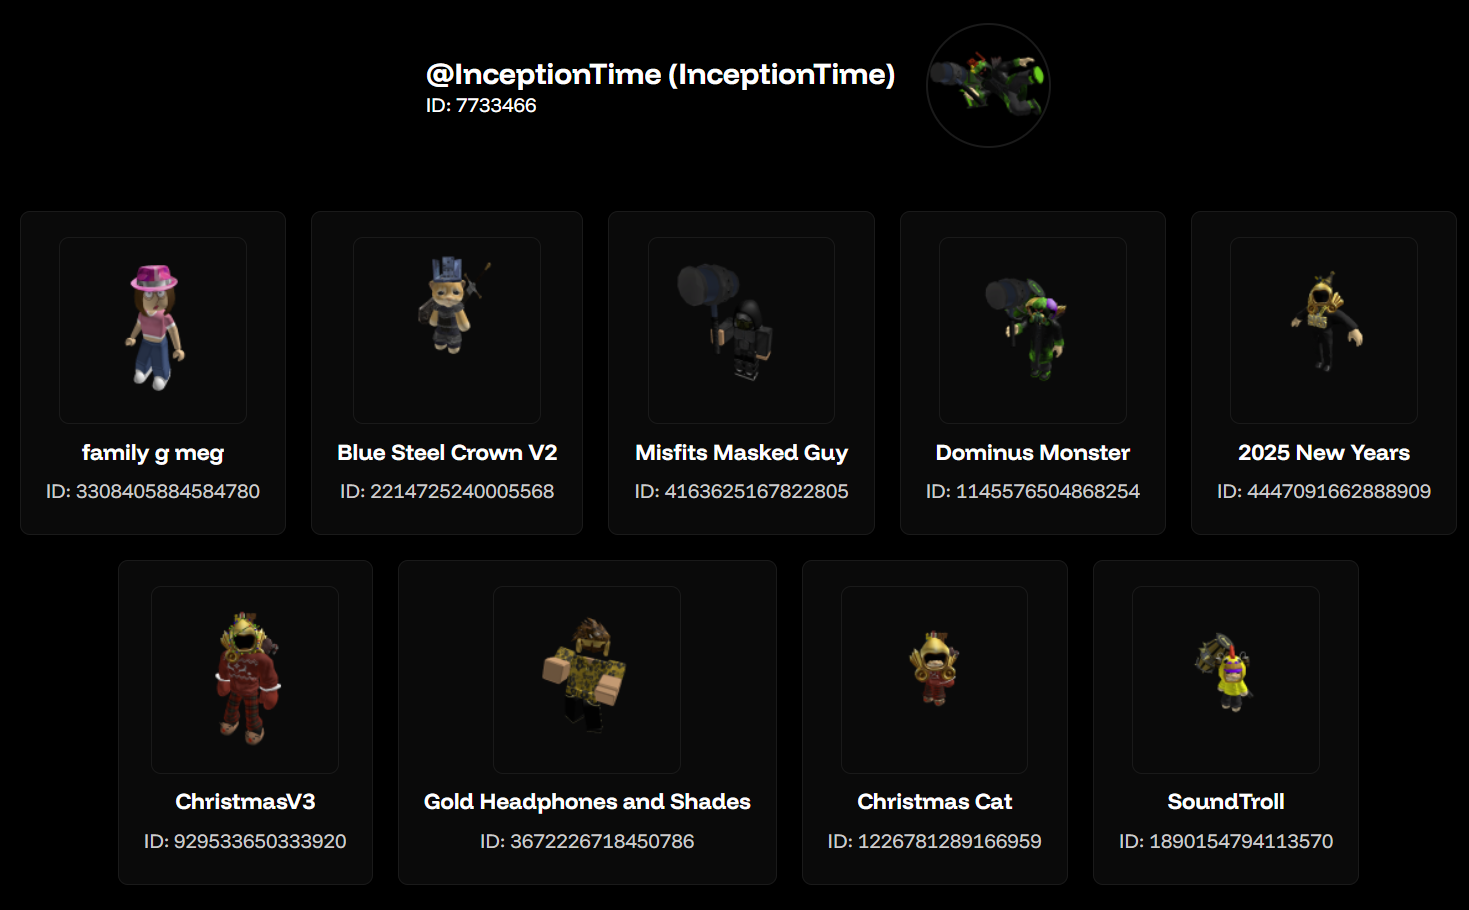 @InceptionTime (InceptionTime)
ID: 7733466
family g meg
ID: 3308405884584780
Blue Steel Crown V2
ID: 2214725240005568
Misfits Masked Guy
ID: 4163625167822805
Dominus Monster
ID: 1145576504868254
2025 New Years
ID: 4447091662888909
ChristmasV3
ID: 929533650333920
Gold Headphones and Shades
ID: 3672226718450786
Christmas Cat
ID: 1226781289166959
SoundTroll
ID: 1890154794113570